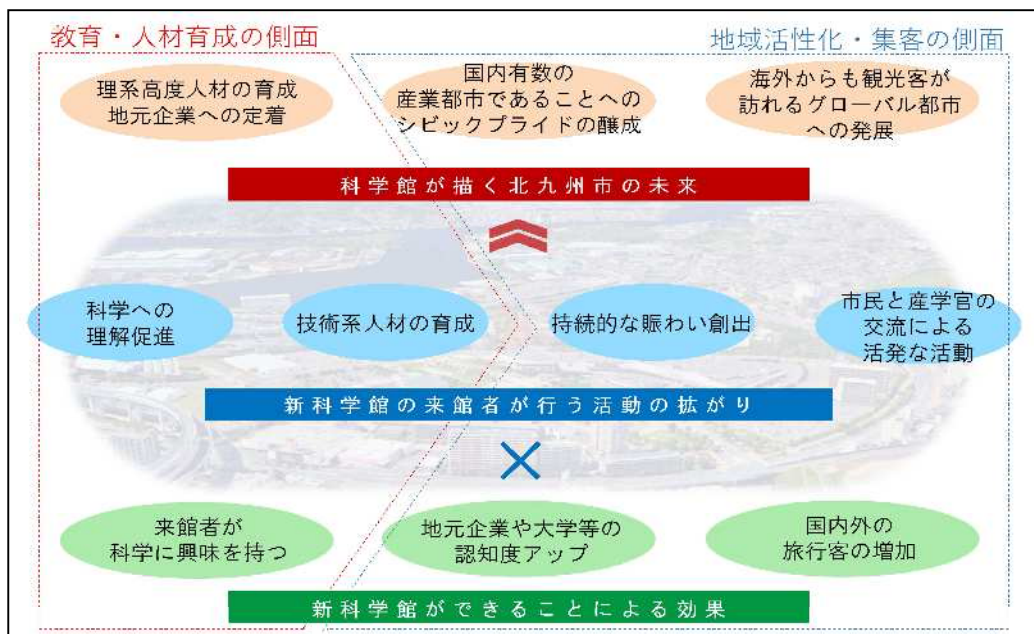 教育・人材育成の側面
地域活性化・集客の側面
理系高度人材の育成
地元企業への定着
国内有数の
産業都市であることへの
シビックプライドの醸成
海外からも観光客が
訪れるグローバル都市
への発展
科学館が描く北九州市の未来
科学への
理解促進
技術系人材の育成
持続的な賑わい創出
市民と産学官の
交流による
活発な活動
新科学館の来館者が行う活動の拡がり
×
来館者が
科学に興味を持つ
地元企業や大学等の
認知度アップ
国内外の
旅行客の増加
新科学館ができることによる効果